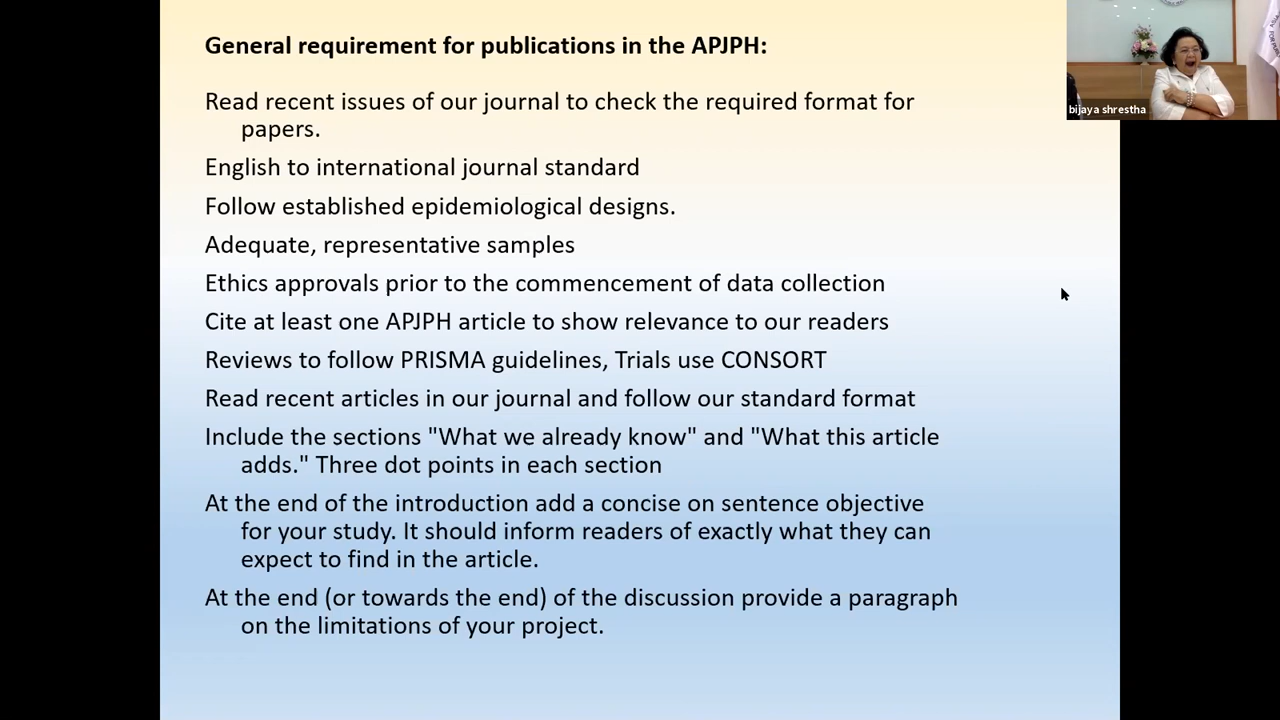 General requirement for publications in the APJPH:
Read recent issues of our journal to check the required format for
papers.
English to international journal standard
Follow established epidemiological designs.
Adequate, representative samples
Ethics approvals prior to the commencement of data collection
Cite at least one APJPH article to show relevance to our readers
Reviews to follow PRISMA guidelines, Trials use CONSORT
Read recent articles in our journal and follow our standard format
Include the sections "What we already know" and "What this article
adds." Three dot points in each section
At the end of the introduction add a concise on sentence objective
for your study. It should inform readers of exactly what they can
expect to find in the article.
At the end (or towards the end) of the discussion provide a paragraph
on the limitations of your project.
bijaya shrestha